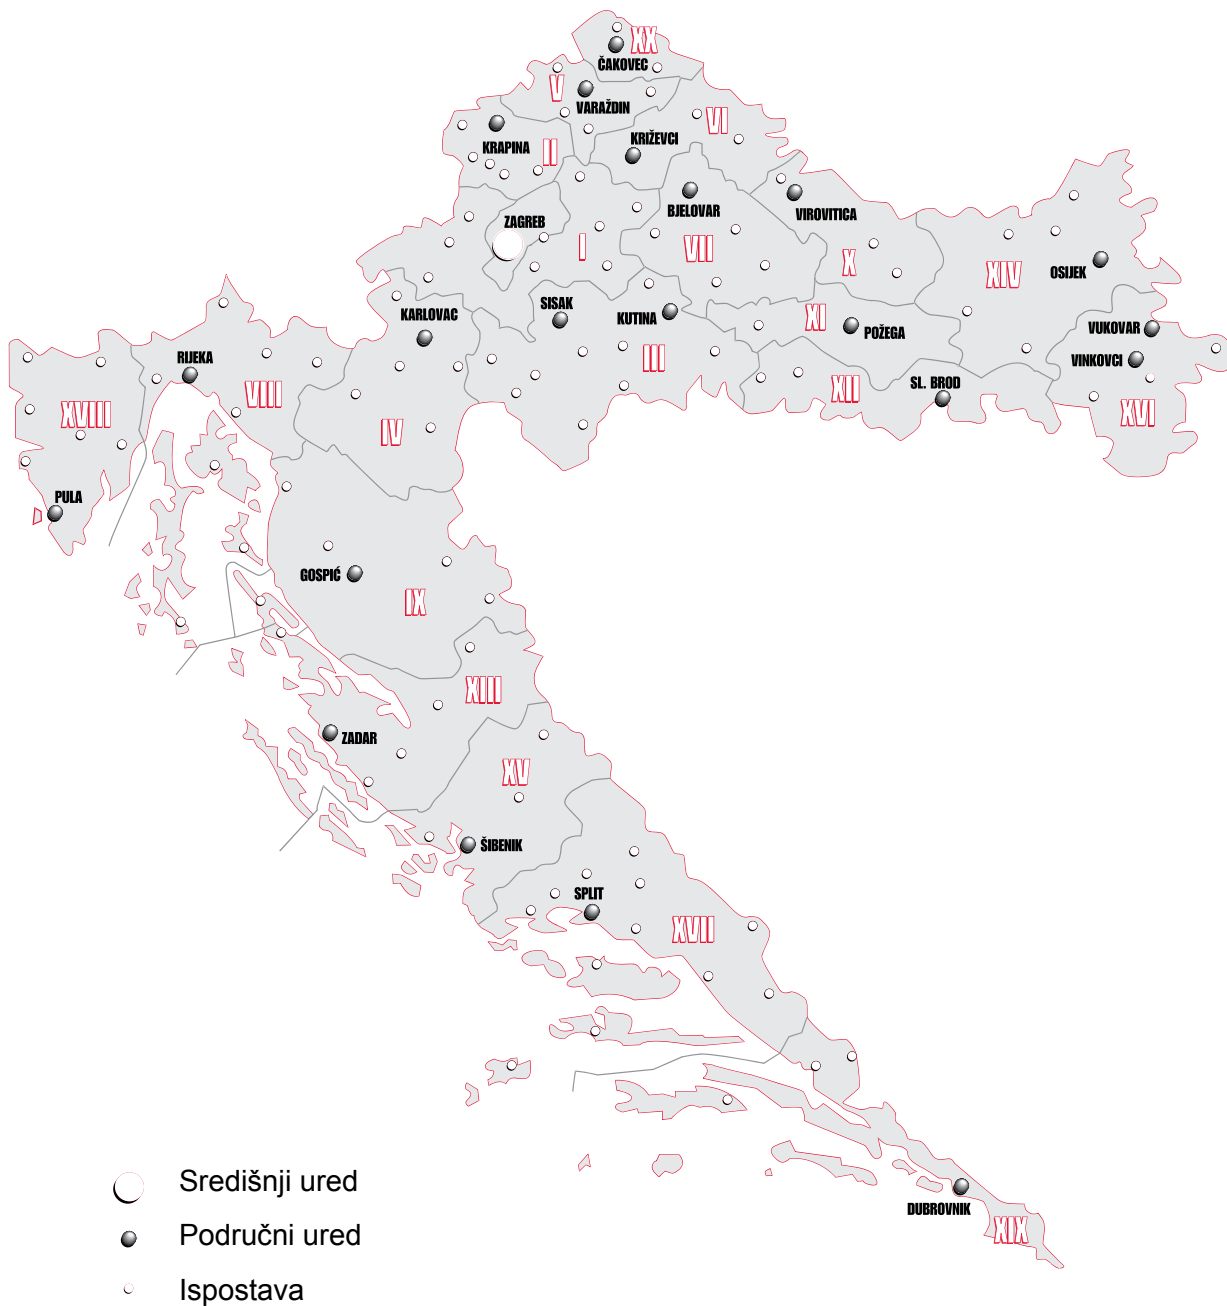 XX
ČAKOVEC
V
VARAŽDIN
VI
KRIŽEVCI
KRAPINA
II
ZAGREB
BJELOVAR
VIROVITICA
I
VII
X
XIV
OSIJEK
SISAK
KARLOVAC
KUTINA
XI
POŽEGA
VUKOVAR
RIJEKA
III
VINKOVCI
XVIII
VIII
XII
SL. BROD
XVI
IV
PULA
GOSPIĆ
IX
XIII
ZADAR
XV
ŠIBENIK
SPLIT
XVII
DUBROVNIK
XIX
Središnji ured
Područni ured
Ispostava